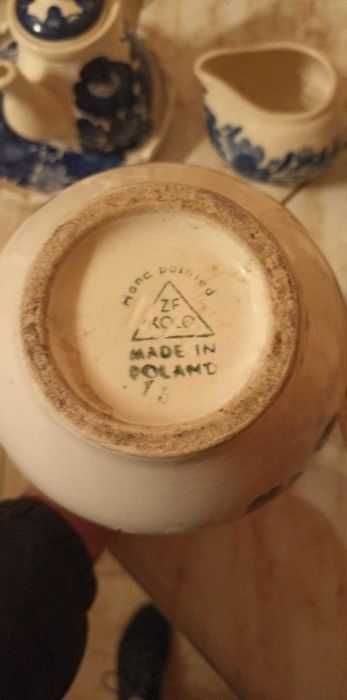 Hand painted
ZF
KOŁO
MADE IN
POLAND